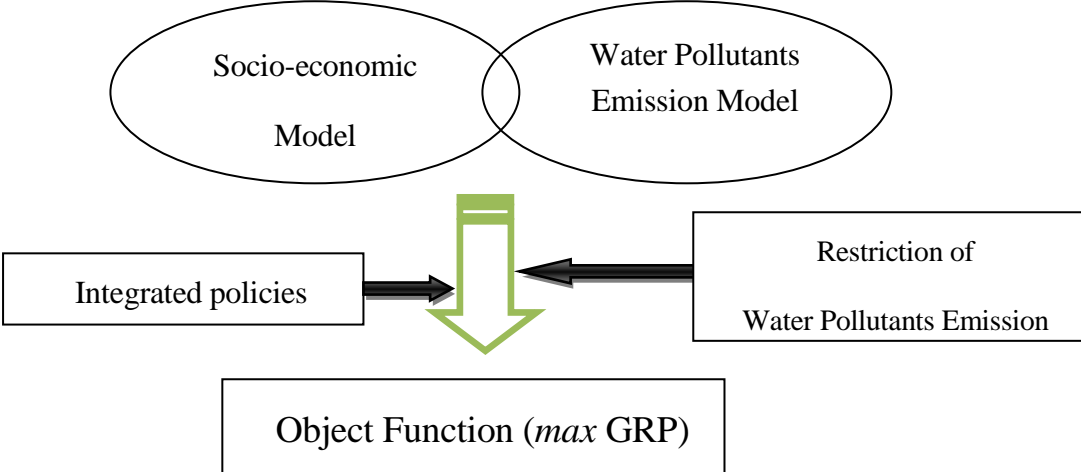 Socio-economic
Model
Water Pollutants
Emission Model
Integrated policies
Restriction of
Water Pollutants Emission
Object Function (max GRP)